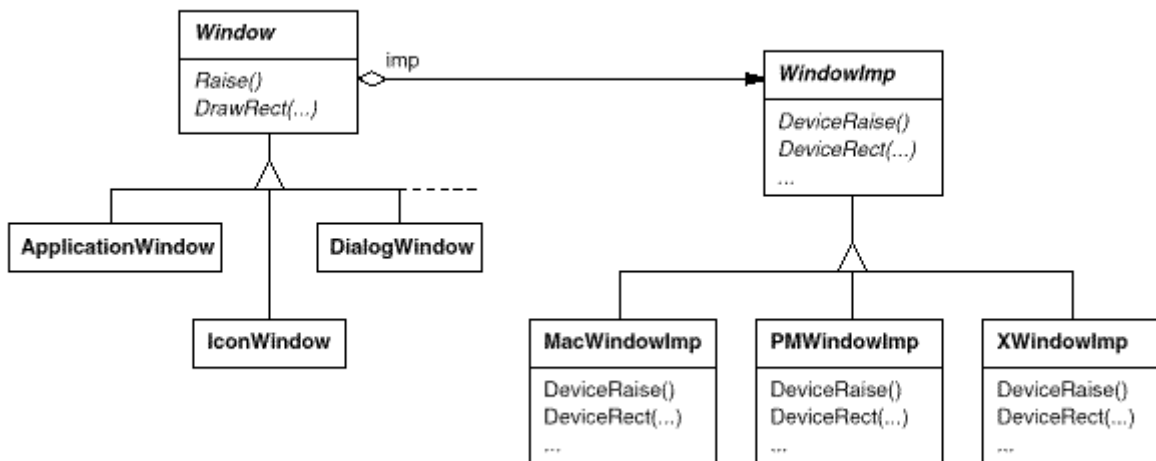 Window
Raise()
DrawRect(...)
imp
WindowImp
DeviceRaise()
DeviceRect(...)
...
ApplicationWindow
DialogWindow
IconWindow
MacWindowImp
DeviceRaise()
DeviceRect(...)
...
PMWindowImp
DeviceRaise()
DeviceRect(...)
...
XWindowImp
DeviceRaise()
DeviceRect(...)
...